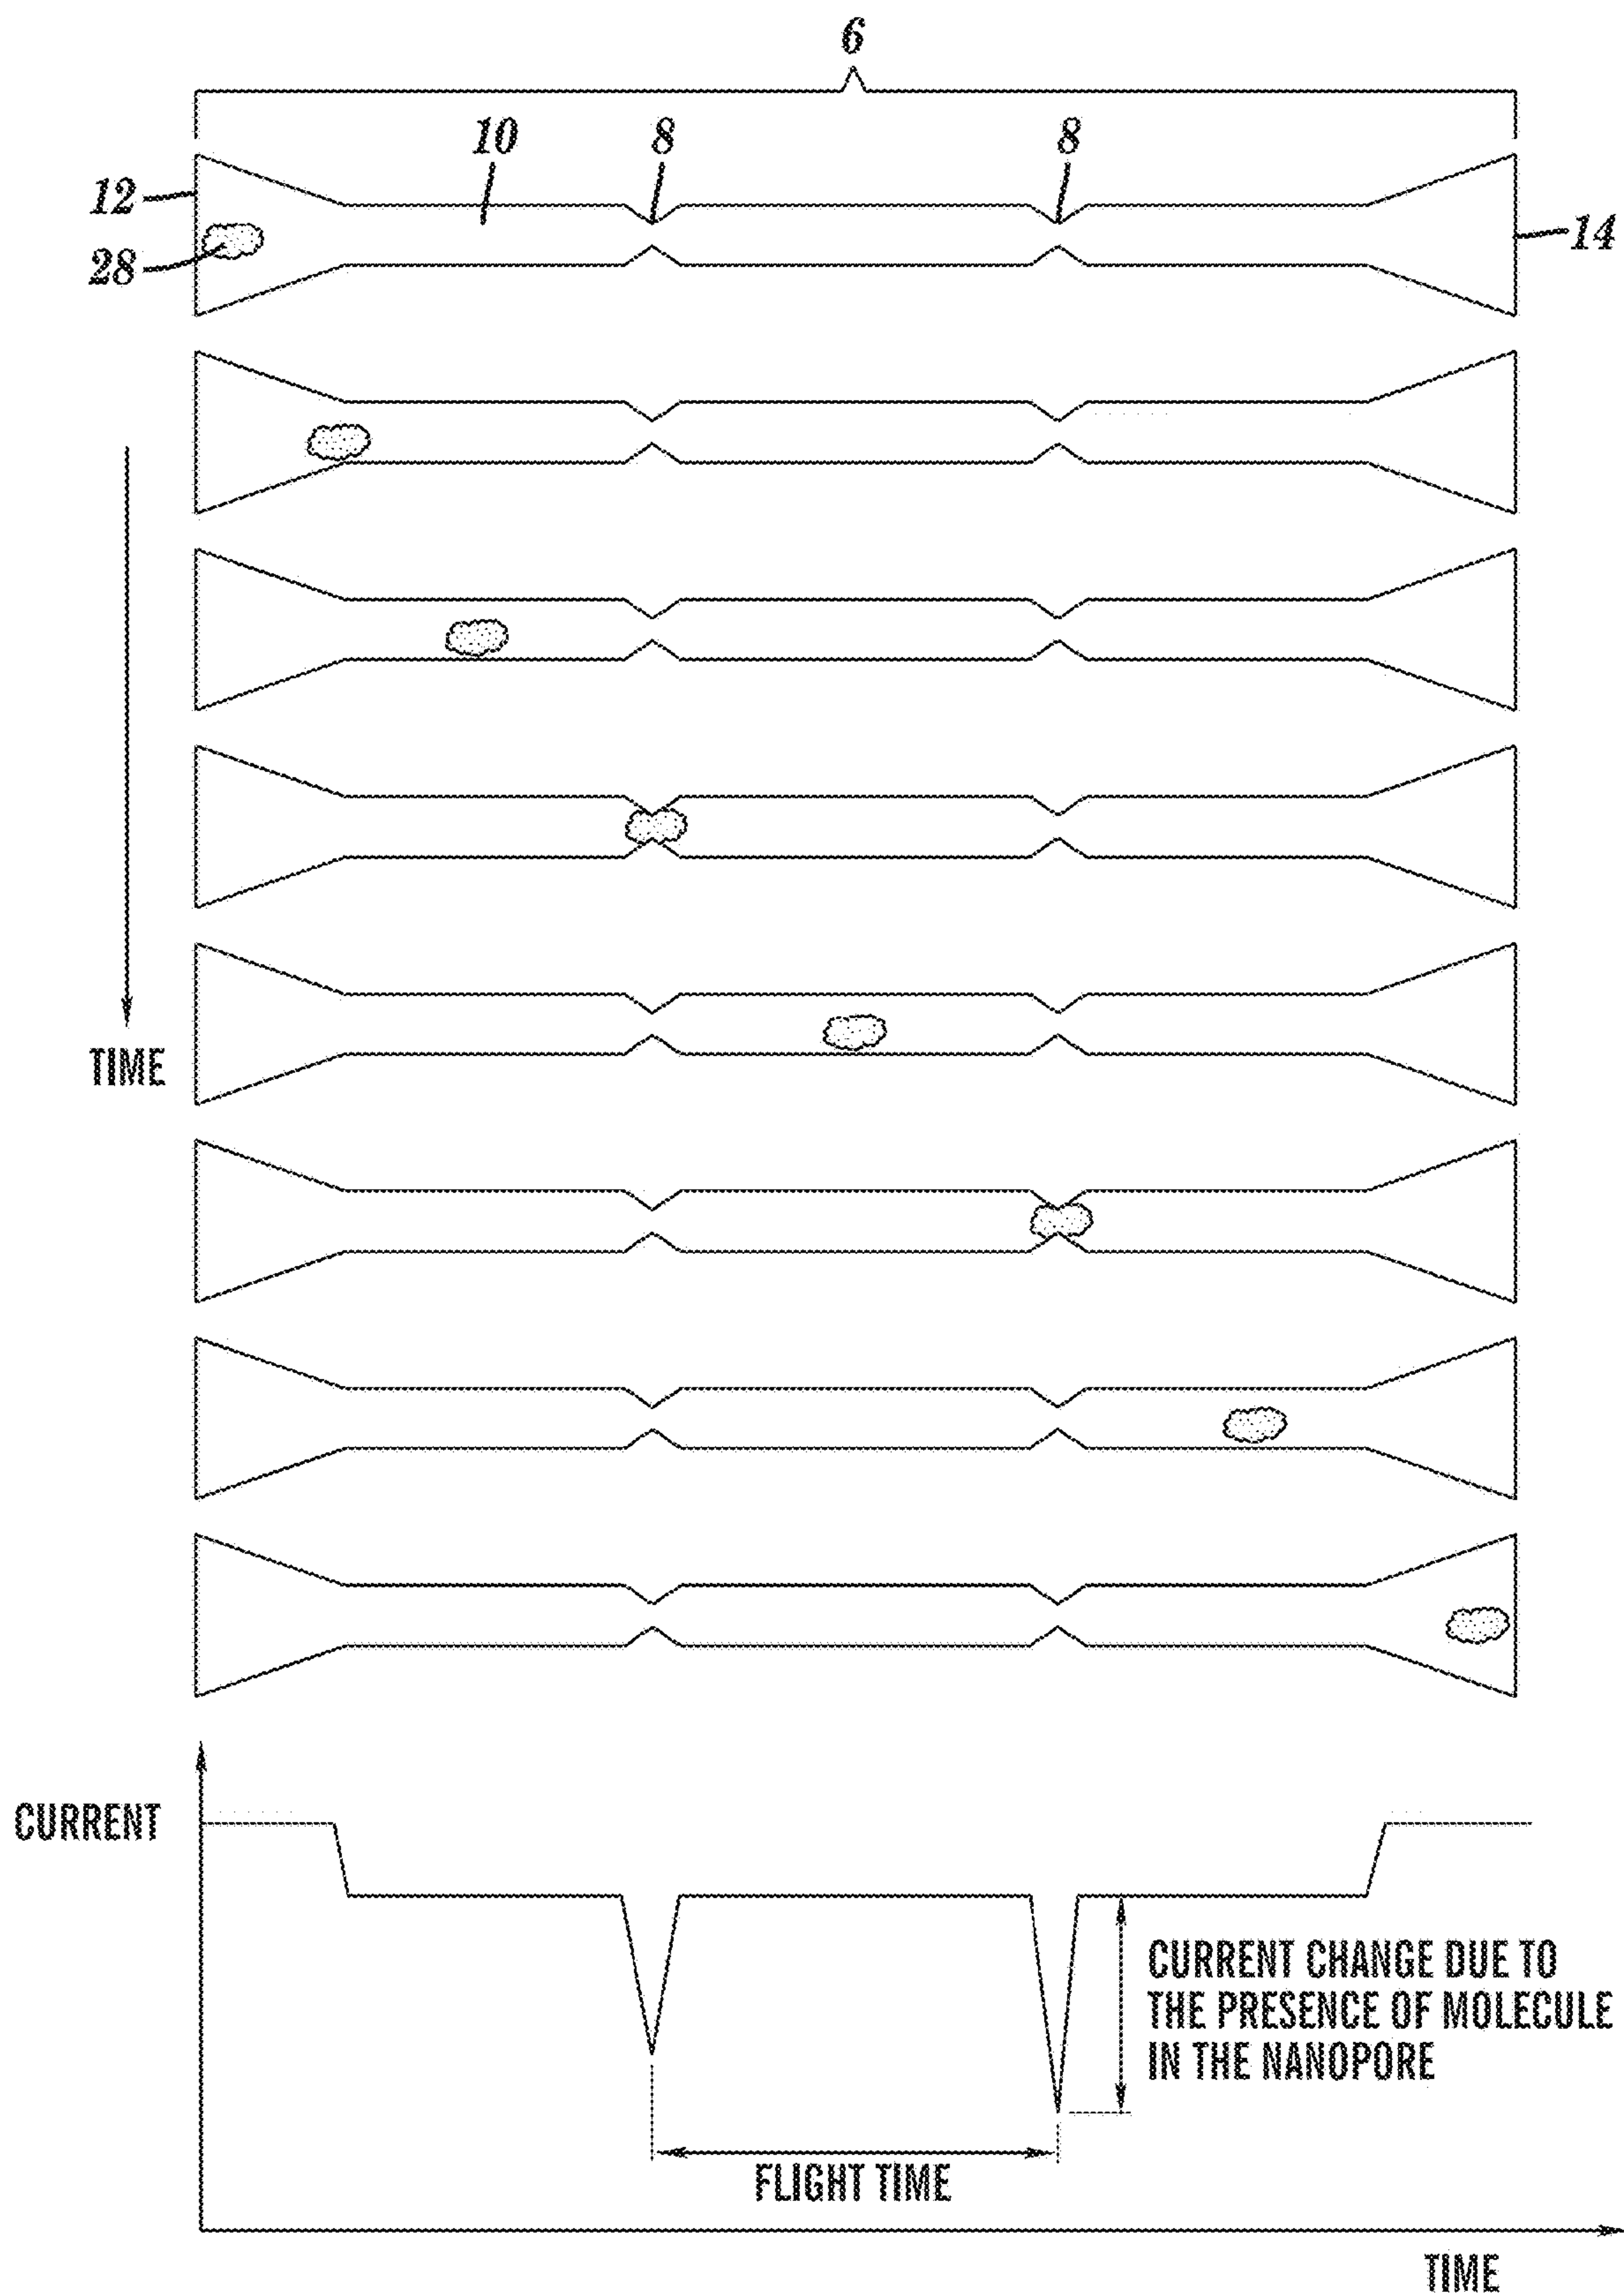 6
10 8 8
12
14
28
TIME
CURRENT
CURRENT CHANGE DUE TO
THE PRESENCE OF MOLECULE
IN THE NANOPORE
FLIGHT TIME
TIME